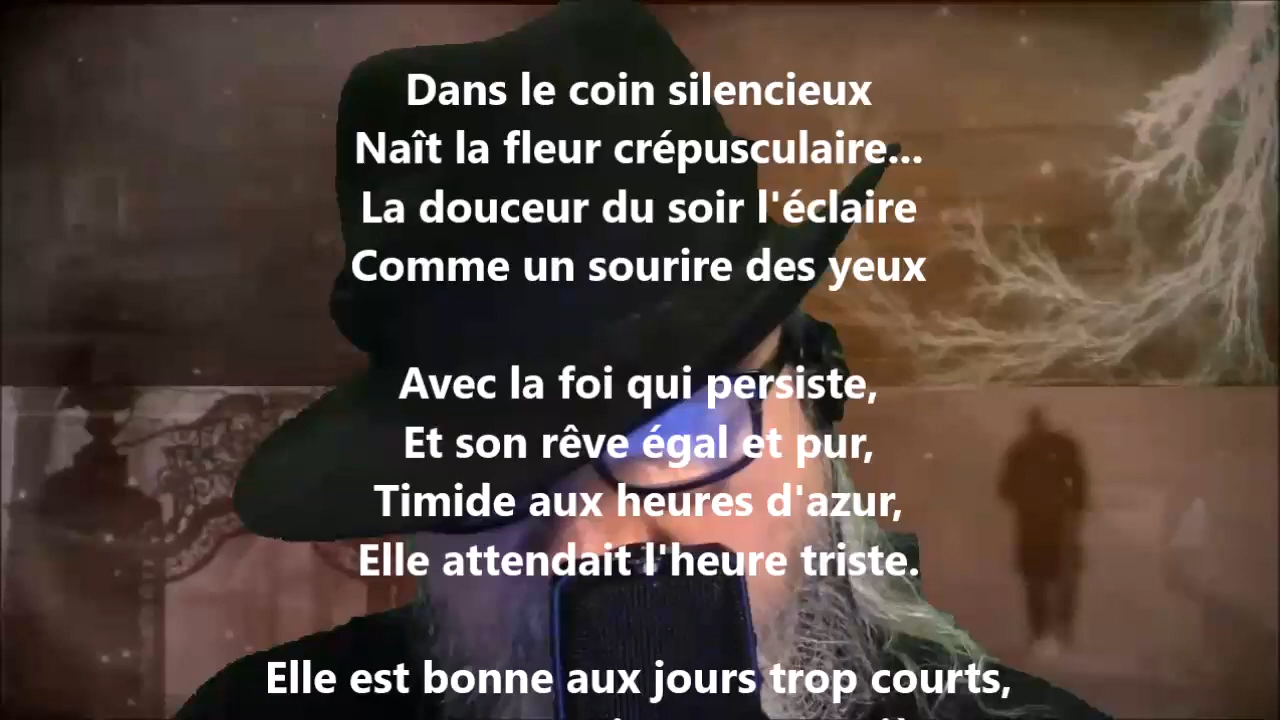 Dans le coin silencieux
Naît la fleur crépusculaire...
La douceur du soir l'éclaire
Comme un sourire des yeux
Avec la foi qui persiste,
Et son rêve égal et pur,
Timide aux heures d'azur,
Elle attendait l'heure triste.
Elle est bonne aux jours trop courts,